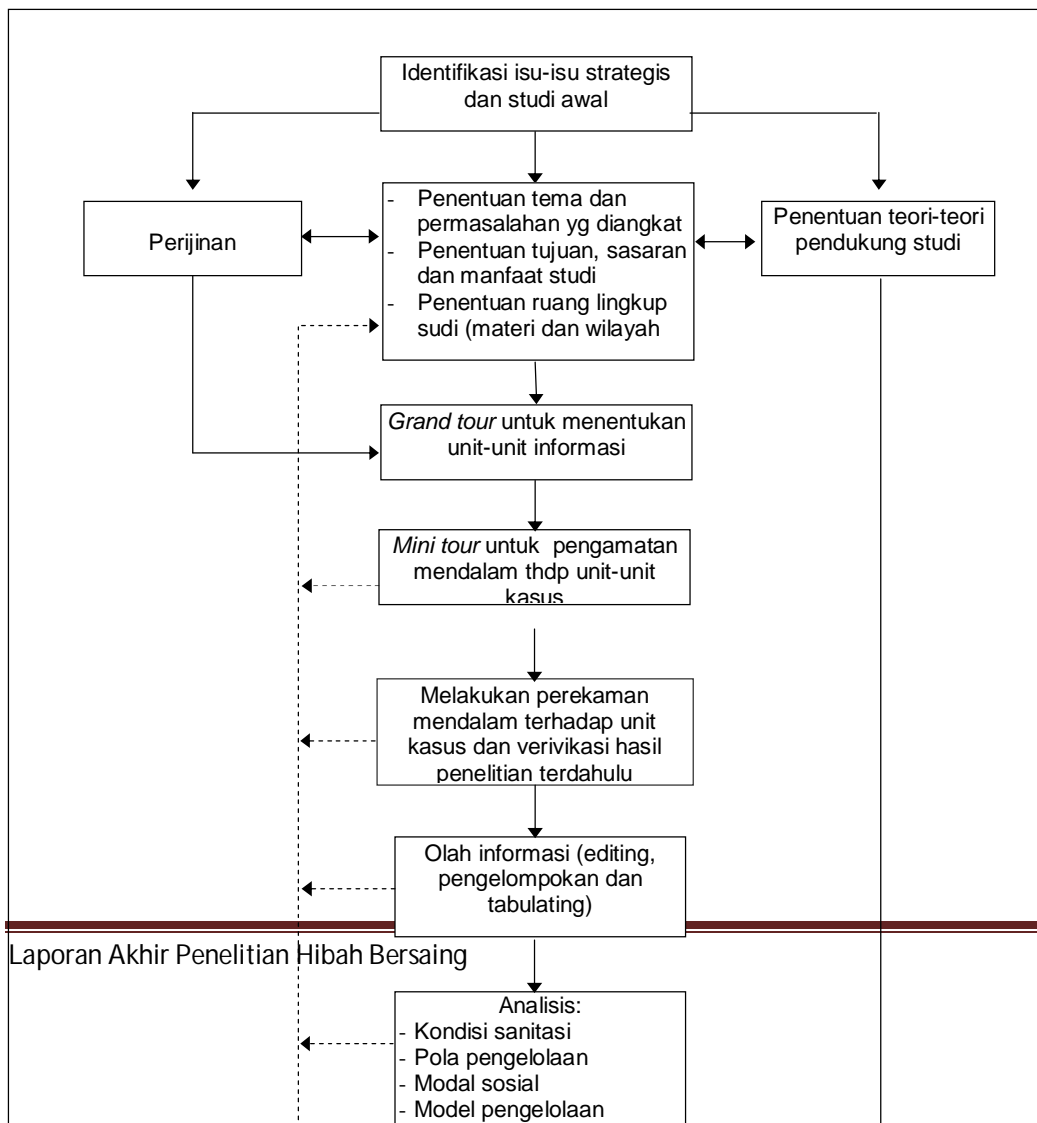 Identifikasi isu-isu strategis
dan studi awal
Perijinan
- Penentuan tema dan
permasalahan yg diangkat
- Penentuan tujuan, sasaran
dan manfaat studi
- Penentuan ruang lingkup
sudi (materi dan wilayah
Penentuan teori-teori
pendukung studi
Grand tour untuk menentukan
unit-unit informasi
Mini tour untuk pengamatan
mendalam thdp unit-unit
kasus
Melakukan perekaman
mendalam terhadap unit
kasus dan verivikasi hasil
penelitian terdahulu
Olah informasi (editing,
pengelompokan dan
tabulating)
Laporan Akhir Penelitian Hibah Bersaing
Analisis:
- Kondisi sanitasi
- Pola pengelolaan
- Modal sosial
- Model pengelolaan